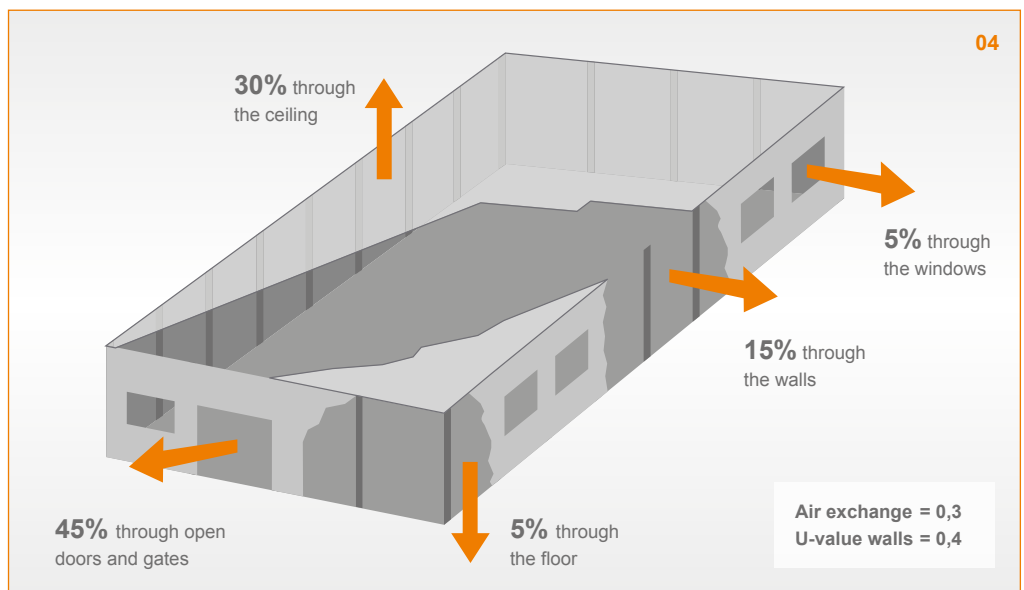 04
30% through
the ceiling
5% through
the windows
15% through
the walls
45% through open
doors and gates
5% through
the floor
Air exchange = 0,3
U-value walls = 0,4